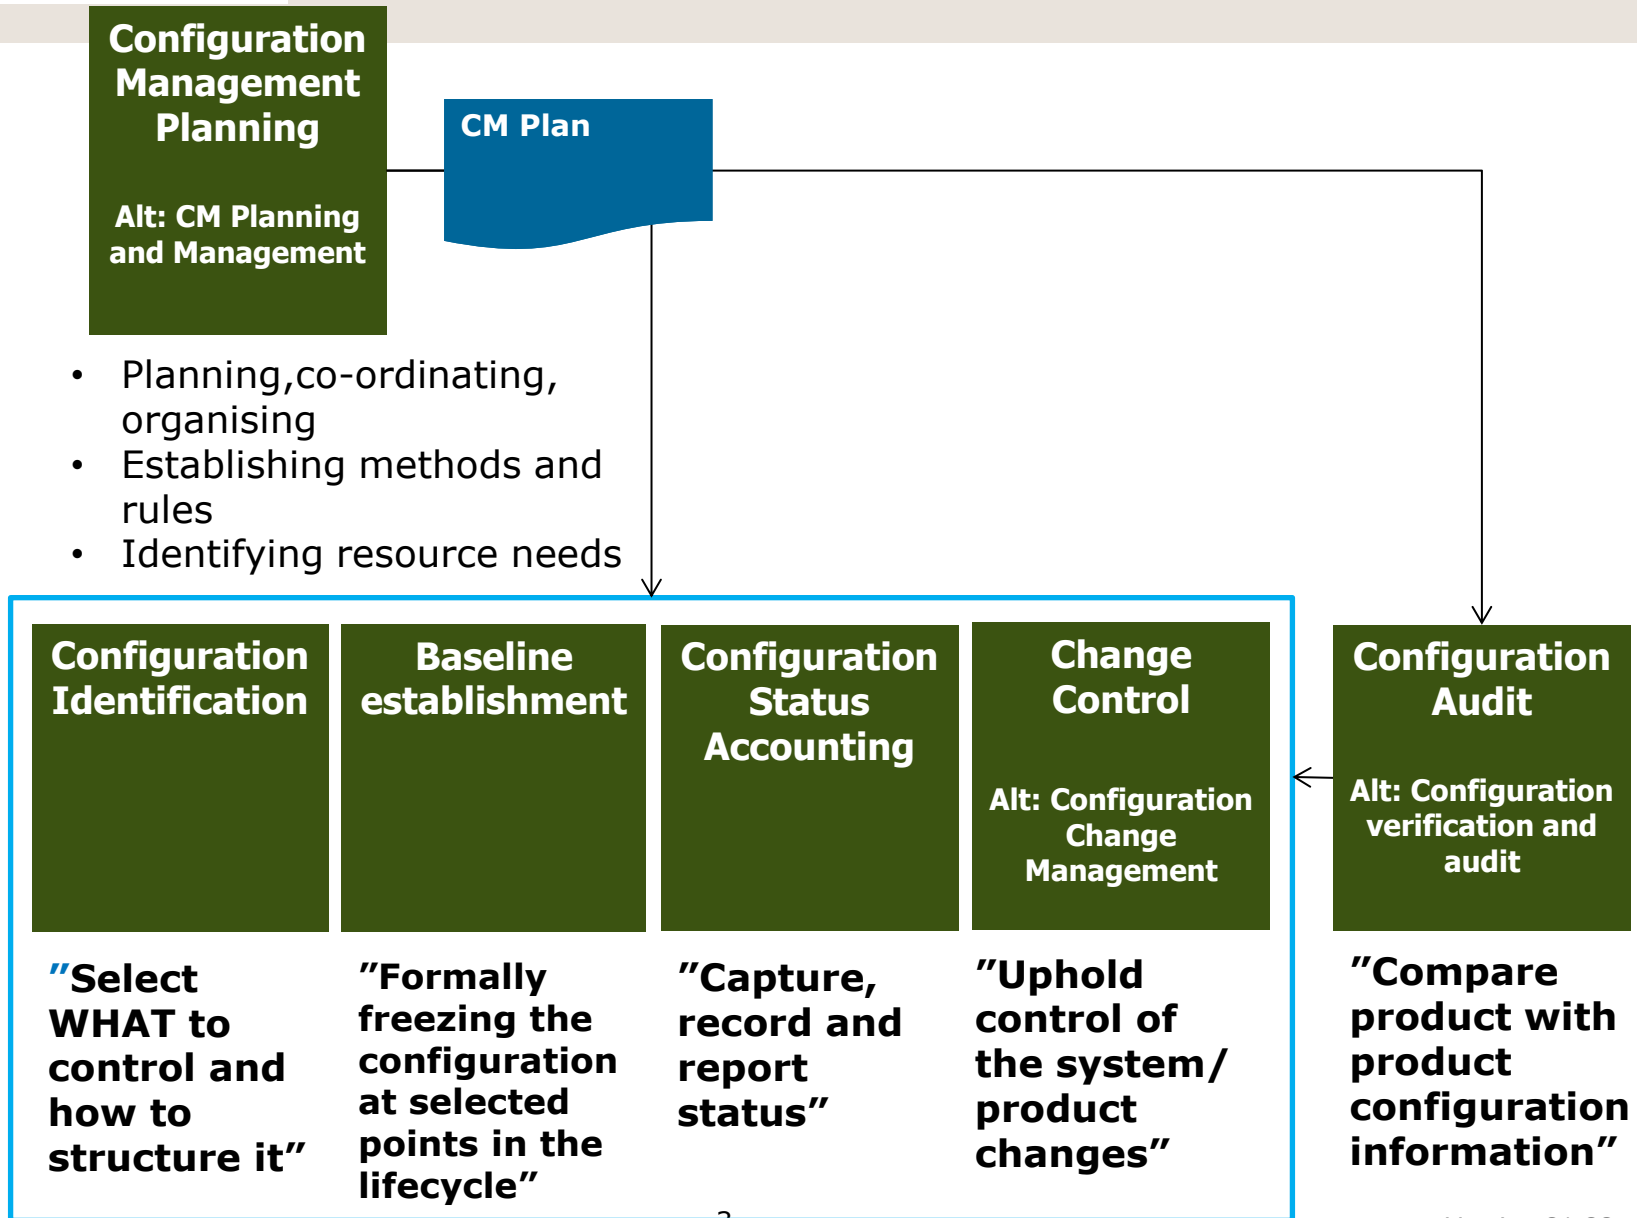 Configuration
Management
Planning
Alt: CM Planning
and Management
CM Plan
• Planning,co-ordinating,
organising
• Establishing methods and
rules
• Identifying resource needs
Configuration
Identification
Baseline
establishment
Configuration
Status
Accounting
Change
Control
Alt: Configuration
Change
Management
Configuration
Audit
Alt: Configuration
verification and
audit
”Select
WHAT to
control and
how to
structure it”
”Formally
freezing the
configuration
at selected
points in the
lifecycle”
”Capture,
record and
report
status”
”Uphold
control of
the system/
product
changes”
”Compare
product with
product
configuration
information”